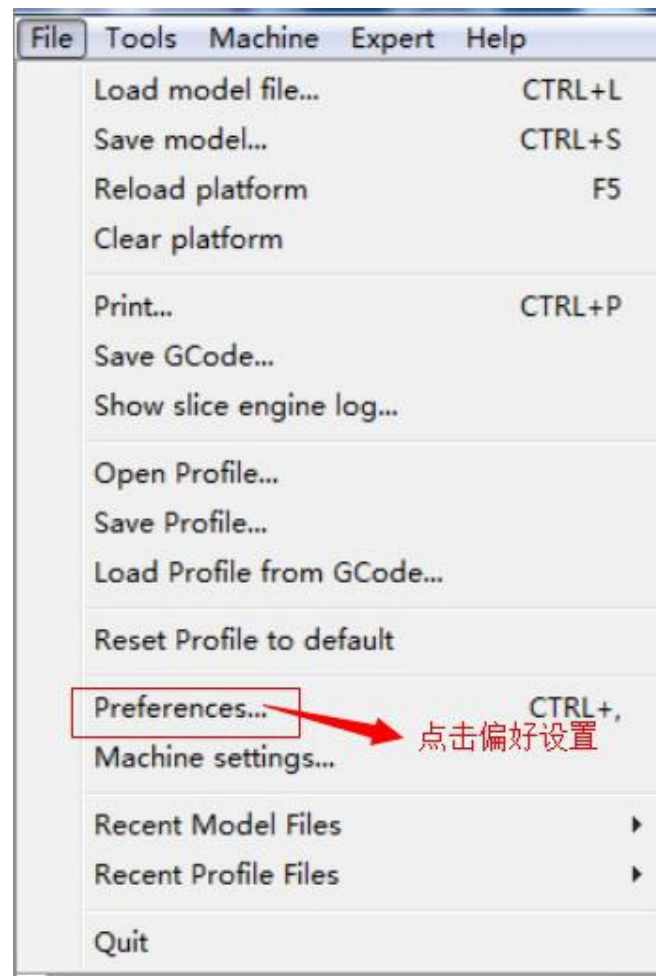 File Tools Machine Expert Help
Load model file... CTRL+L
Save model... CTRL+S
Reload platform F5
Clear platform
Print... CTRL+P
Save GCode...
Show slice engine log...
Open Profile...
Save Profile...
Load Profile from GCode...
Reset Profile to default
Preferences... CTRL+,
点击偏好设置
Machine settings...
Recent Model Files
Recent Profile Files
Quit